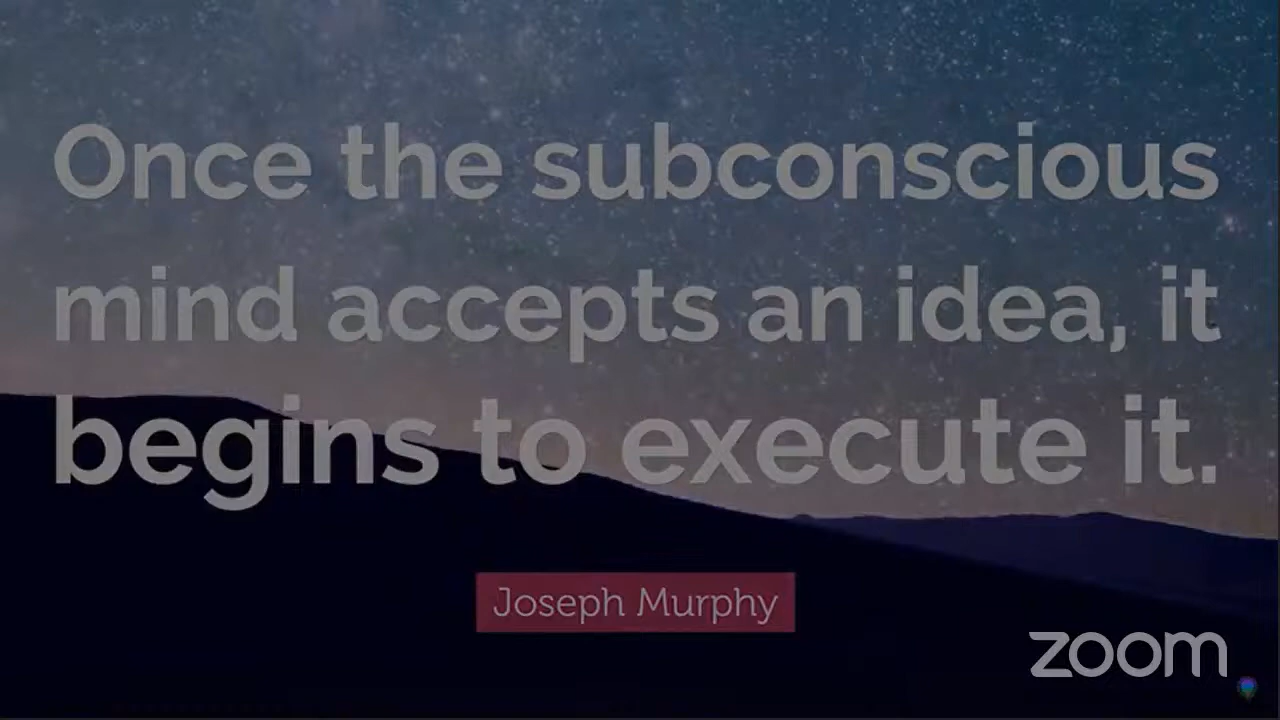 Once the subconscious
mind accepts an idea, it
begins to execute it.
Joseph Murphy
zoom